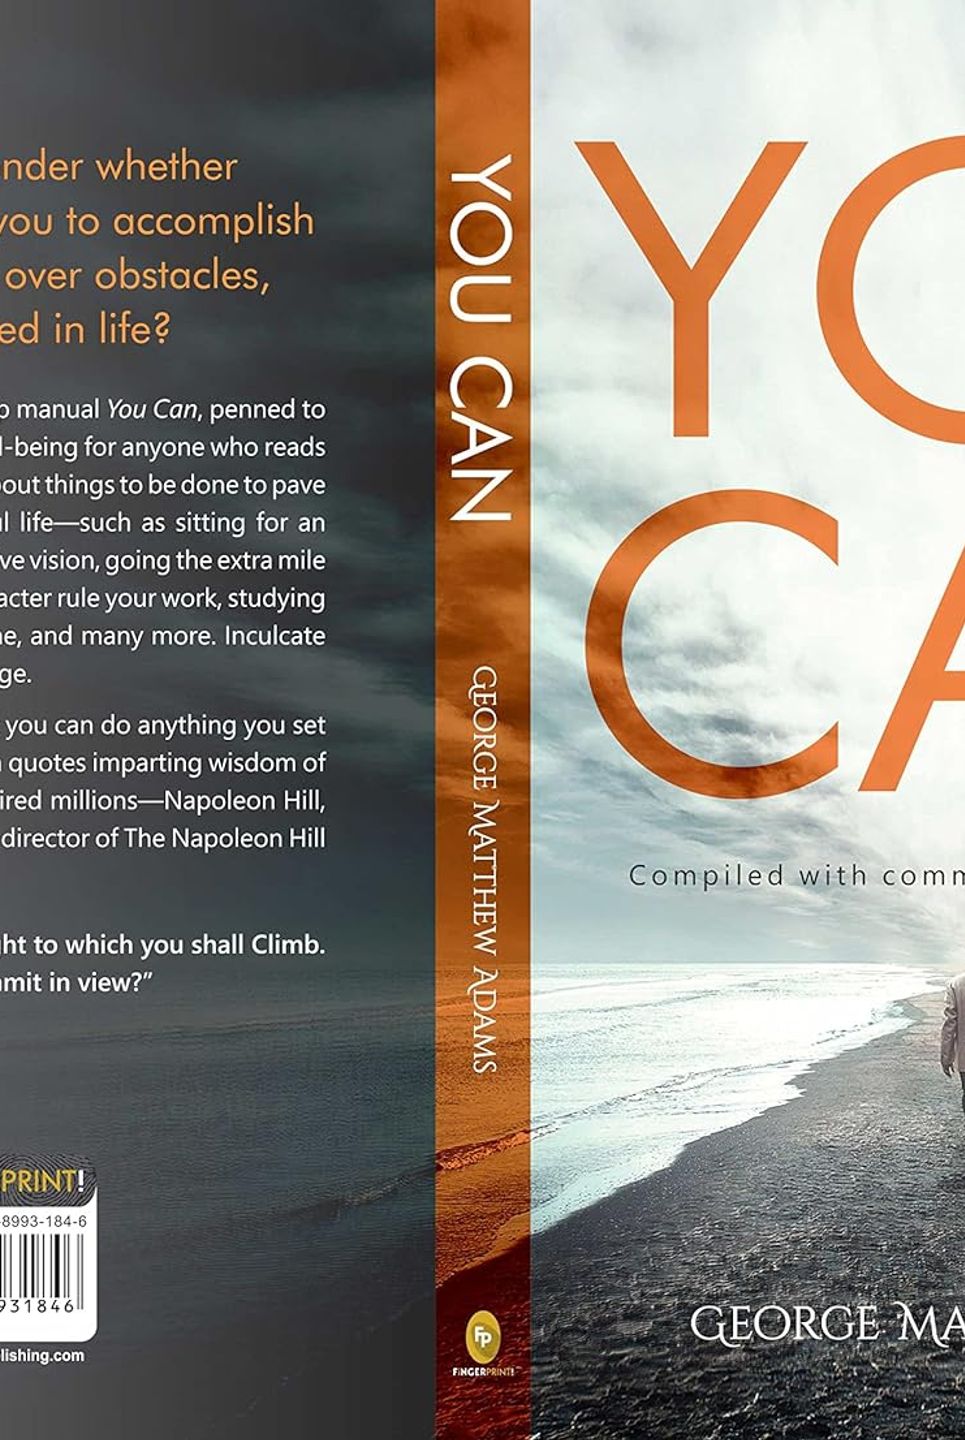 nder whether
you to accomplish
over obstacles,
ed in life?
p manual You Can, penned to
l-being for anyone who reads
bout things to be done to pave
l life—such as sitting for an
ve vision, going the extra mile
acter rule your work, studying
e, and many more. Inculcate
ge.
you can do anything you set
quotes imparting wisdom of
ired millions—Napoleon Hill,
director of The Napoleon Hill
ht to which you shall Climb.
mmit in view?”
PRINT!
-8993-184-6
931846
lishing.com
YOU CAN
GEORGE MATTHEW ADAMS
FP
FiNGERPRINT!
YO
CA
Compiled with comm
GEORGE MA